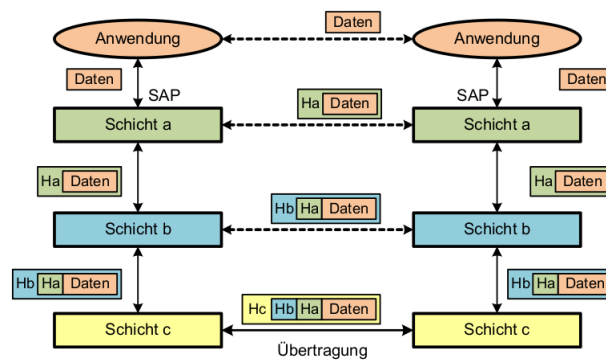 Daten
Anwendung Anwendung
Daten Daten
SAP SAP
Ha Daten
Schicht a Schicht a
Ha Daten Ha Daten
Hb Ha Daten
Schicht b Schicht b
Hb Ha Daten Hb Ha Daten
Hc Hb Ha Daten
Schicht c Schicht c
Übertragung